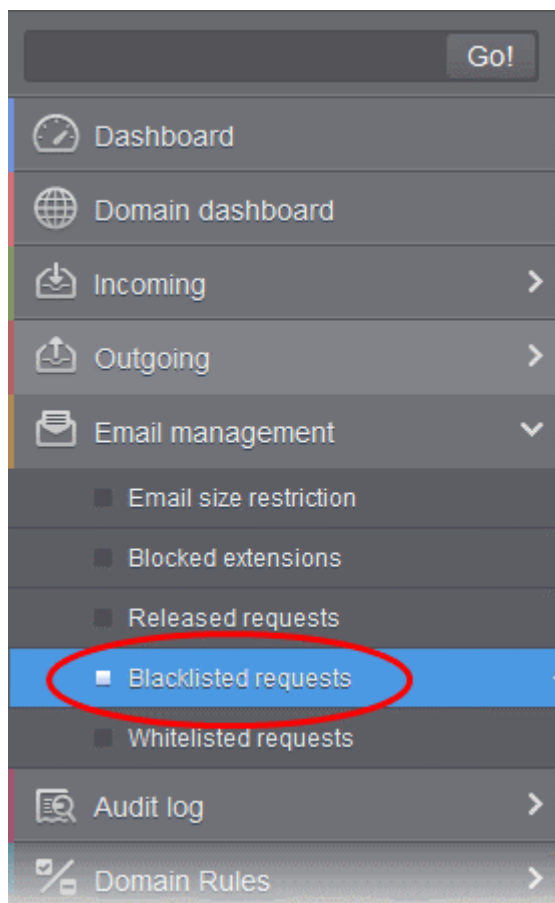 Go!
Dashboard
Domain dashboard
Incoming
Outgoing
Email management
Email size restriction
Blocked extensions
Released requests
Blacklisted requests
Whitelisted requests
Audit log
Domain Rules